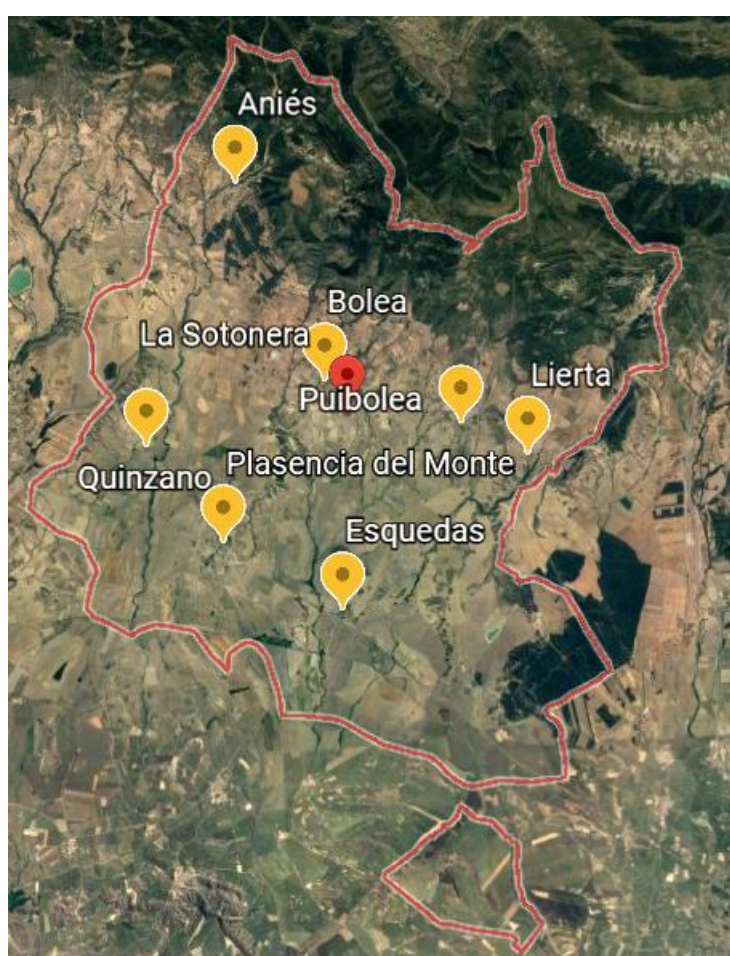 Aniés
Bolea
La Sotonera
Lierta
Puibolea
Plasencia del Monte
Quinzano
Esquedas